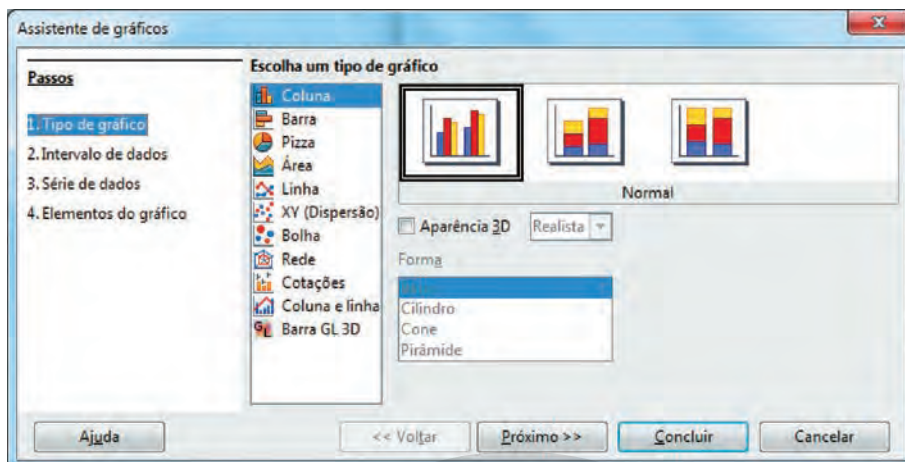 Assistente de gráficos
Passos
1. Tipo de gráfico
2. Intervalo de dados
3. Série de dados
4. Elementos do gráfico
Escolha um tipo de gráfico
Coluna
Barra
Pizza
Área
Linha
XY (Dispersão)
Bolha
Rede
Cotações
Coluna e linha
GL Barra GL 3D
Normal
Aparência 3D Realista
Forma
Cilindro
Cone
Pirâmide
Ajuda << Voltar Próximo >> Concluir Cancelar